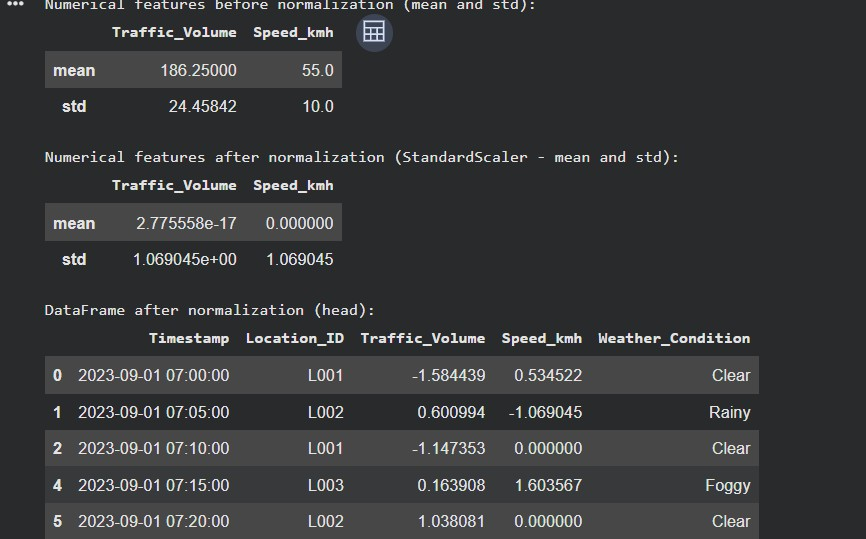 Numerical features before normalization (mean and std):
Traffic_Volume Speed_kmh
mean 186.25000 55.0
std 24.45842 10.0
Numerical features after normalization (StandardScaler - mean and std):
Traffic_Volume Speed_kmh
mean 2.775558e-17 0.000000
std 1.069045e+00 1.069045
DataFrame after normalization (head):
Timestamp Location_ID Traffic_Volume Speed_kmh Weather_Condition
0 2023-09-01 07:00:00 L001 -1.584439 0.534522 Clear
1 2023-09-01 07:05:00 L002 0.600994 -1.069045 Rainy
2 2023-09-01 07:10:00 L001 -1.147353 0.000000 Clear
4 2023-09-01 07:15:00 L003 0.163908 1.603567 Foggy
5 2023-09-01 07:20:00 L002 1.038081 0.000000 Clear